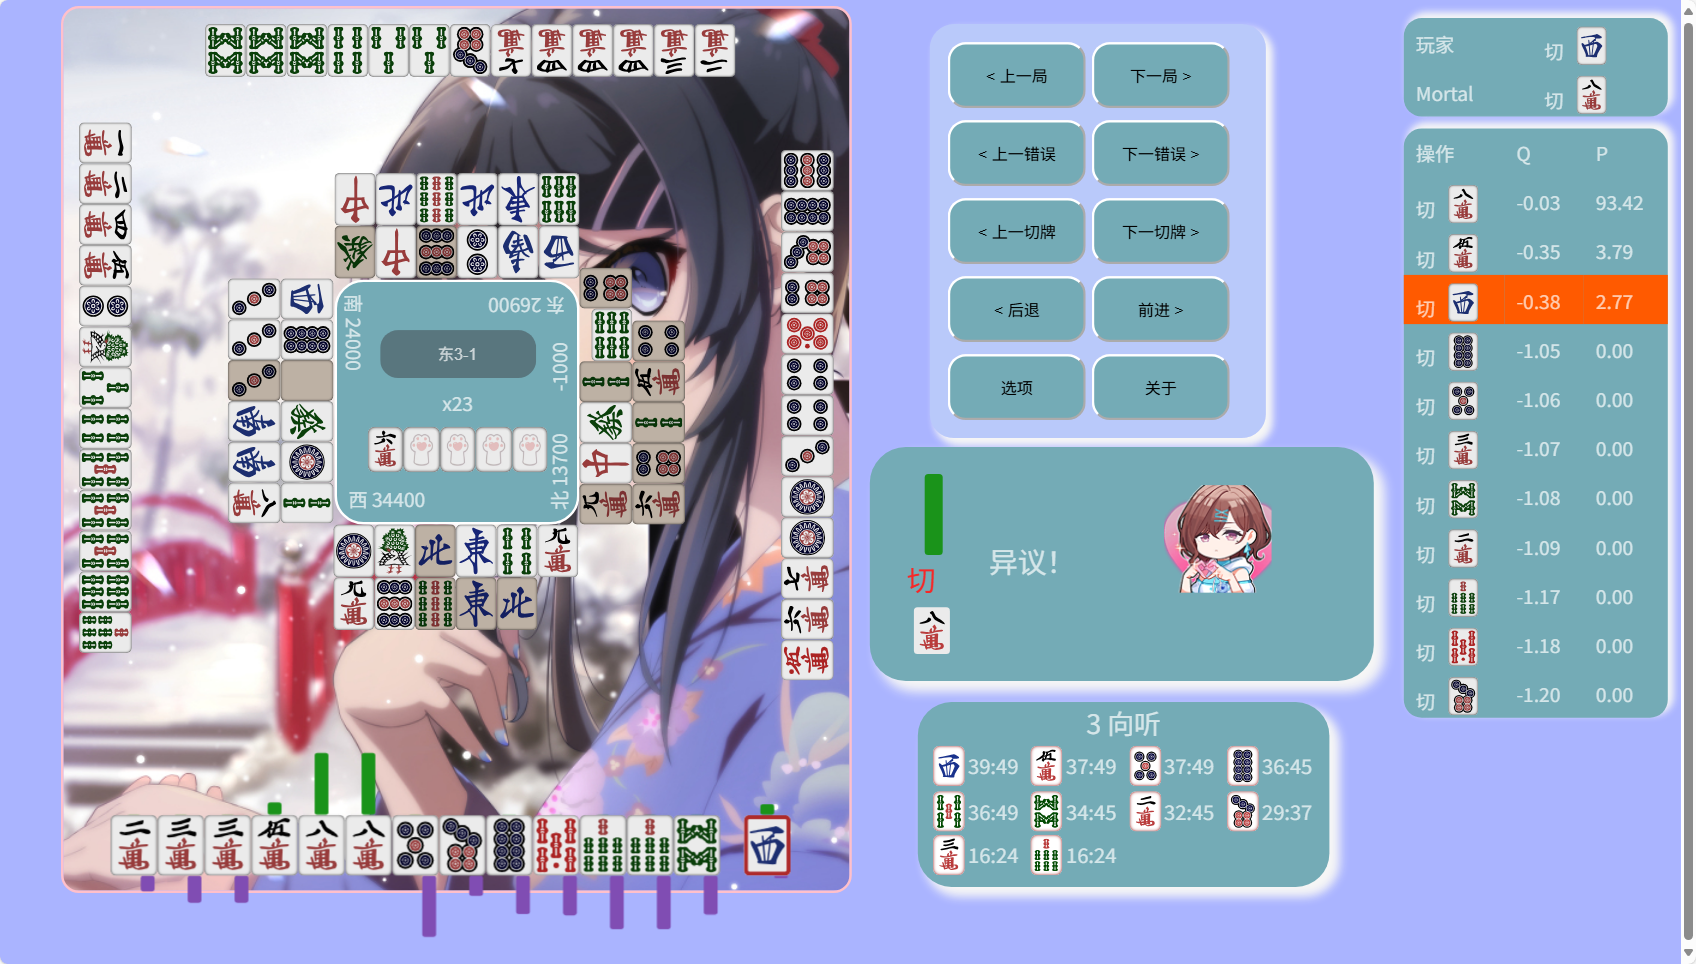 < 上一局
下一局 >
< 上一错误
下一错误 >
< 上一切牌
下一切牌 >
< 后退
前进 >
选项
关于
玩家 切
Mortal 切
操作 Q P
切 -0.03 93.42
切 -0.35 3.79
切 -0.38 2.77
切 -1.05 0.00
切 -1.06 0.00
切 -1.07 0.00
切 -1.08 0.00
切 -1.09 0.00
切 -1.17 0.00
切 -1.18 0.00
切 -1.20 0.00
东 26900
南 24000
-1000
东3-1
x23
北 13700
西 34400
异议!
切
3 向听
39:49 37:49 37:49 36:45
36:49 34:45 32:45 29:37
16:24 16:24